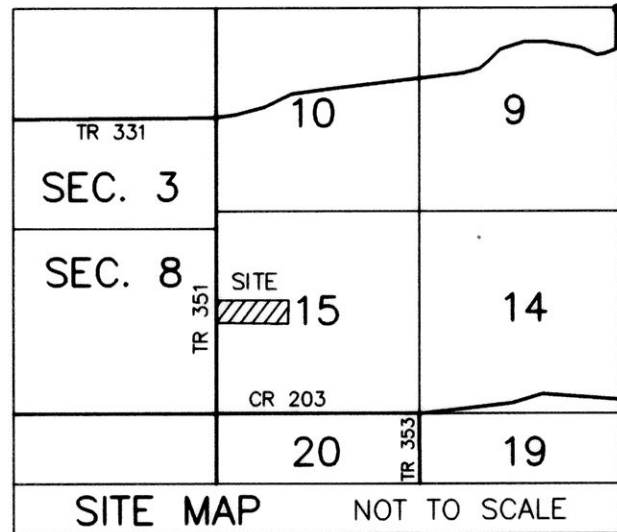 10
9
TR 331
SEC. 3
SEC. 8
SITE
TR 351
15
14
CR 203
20
TR 353
19
SITE MAP NOT TO SCALE